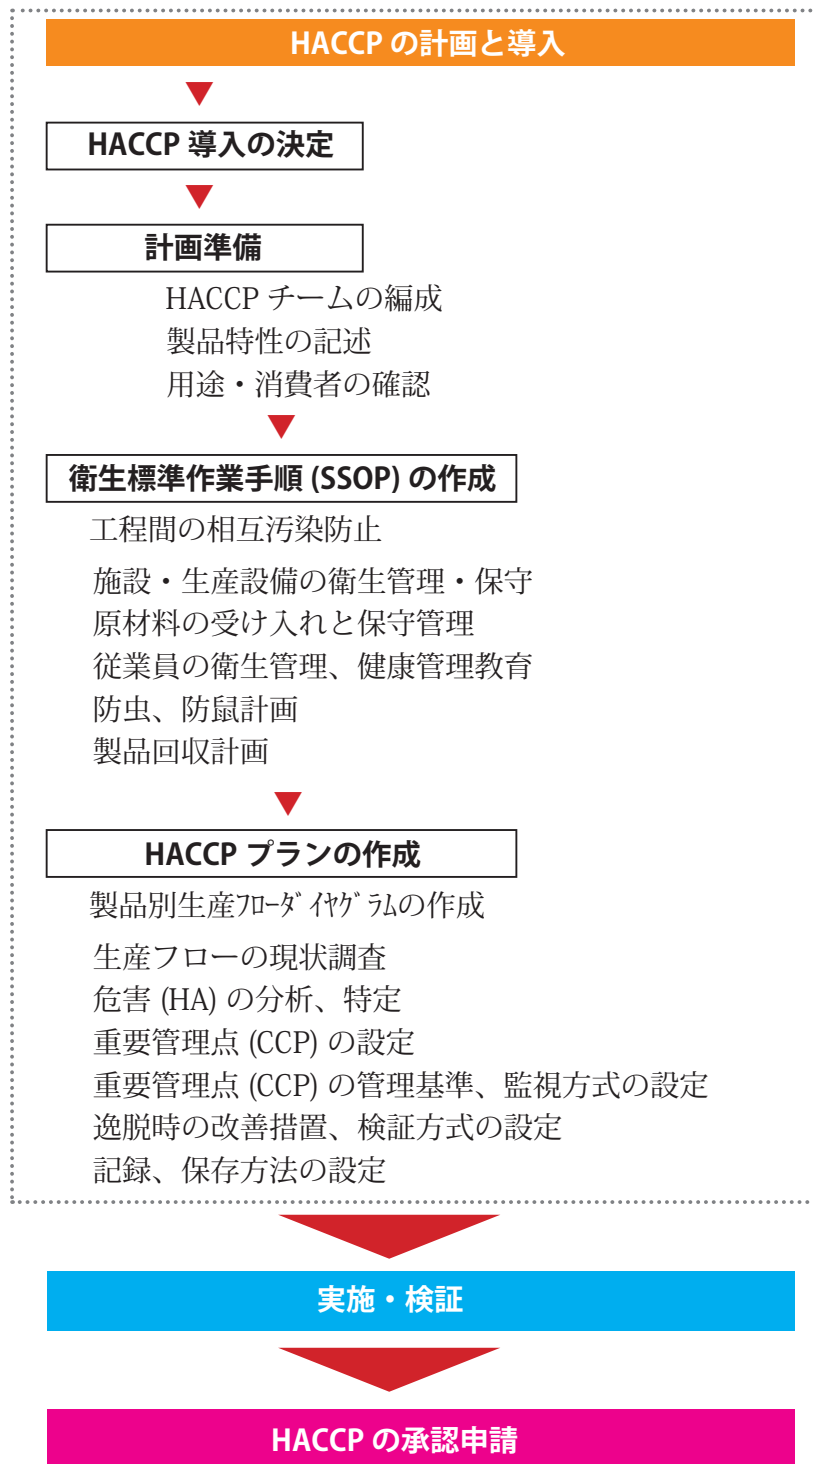 HACCP の計画と導入
HACCP 導入の決定
計画準備
HACCP チームの編成
製品特性の記述
用途・消費者の確認
衛生標準作業手順 (SSOP) の作成
工程間の相互汚染防止
施設・生産設備の衛生管理・保守
原材料の受け入れと保守管理
従業員の衛生管理、健康管理教育
防虫、防鼠計画
製品回収計画
HACCP プランの作成
製品別生産ﾌﾛｰﾀﾞｲﾔｸﾞﾗﾑの作成
生産フローの現状調査
危害 (HA) の分析、特定
重要管理点 (CCP) の設定
重要管理点 (CCP) の管理基準、監視方式の設定
逸脱時の改善措置、検証方式の設定
記録、保存方法の設定
実施・検証
HACCP の承認申請